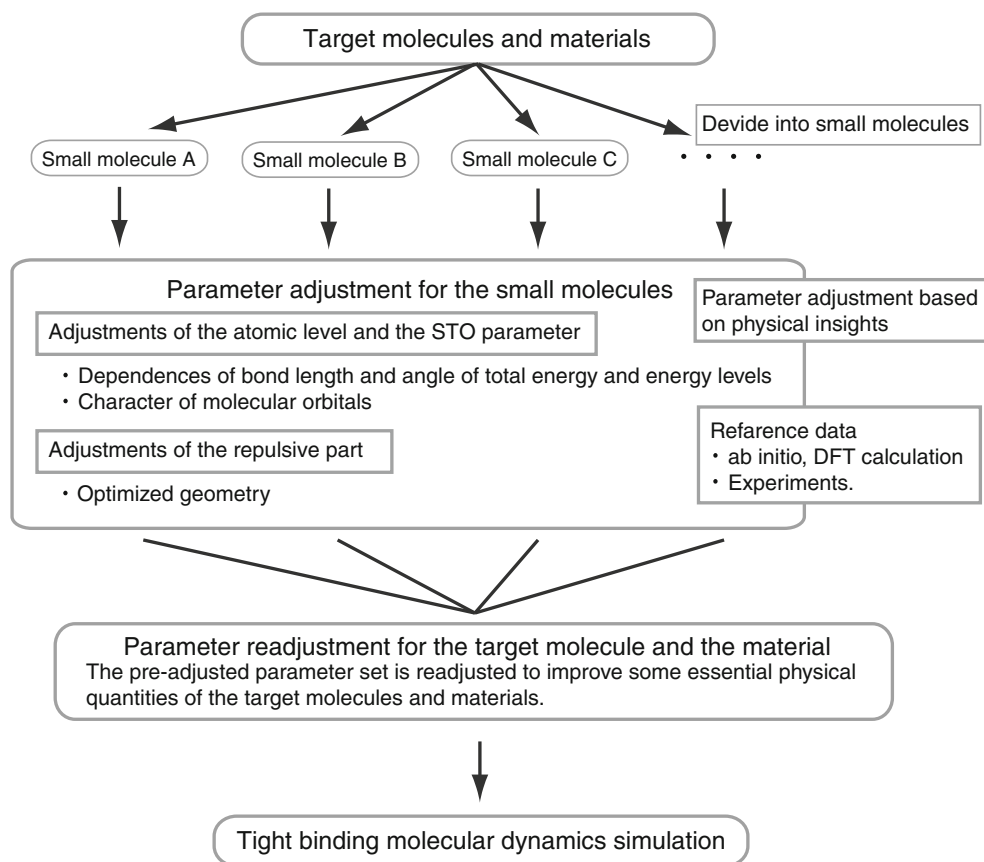 Target molecules and materials
Devide into small molecules
Small molecule A
Small molecule B
Small molecule C
· · · ·
Parameter adjustment for the small molecules
Parameter adjustment based
on physical insights
Adjustments of the atomic level and the STO parameter
・Dependences of bond length and angle of total energy and energy levels
・Character of molecular orbitals
Adjustments of the repulsive part
・Optimized geometry
Refarence data
・ab initio, DFT calculation
・Experiments.
Parameter readjustment for the target molecule and the material
The pre-adjusted parameter set is readjusted to improve some essential physical
quantities of the target molecules and materials.
Tight binding molecular dynamics simulation